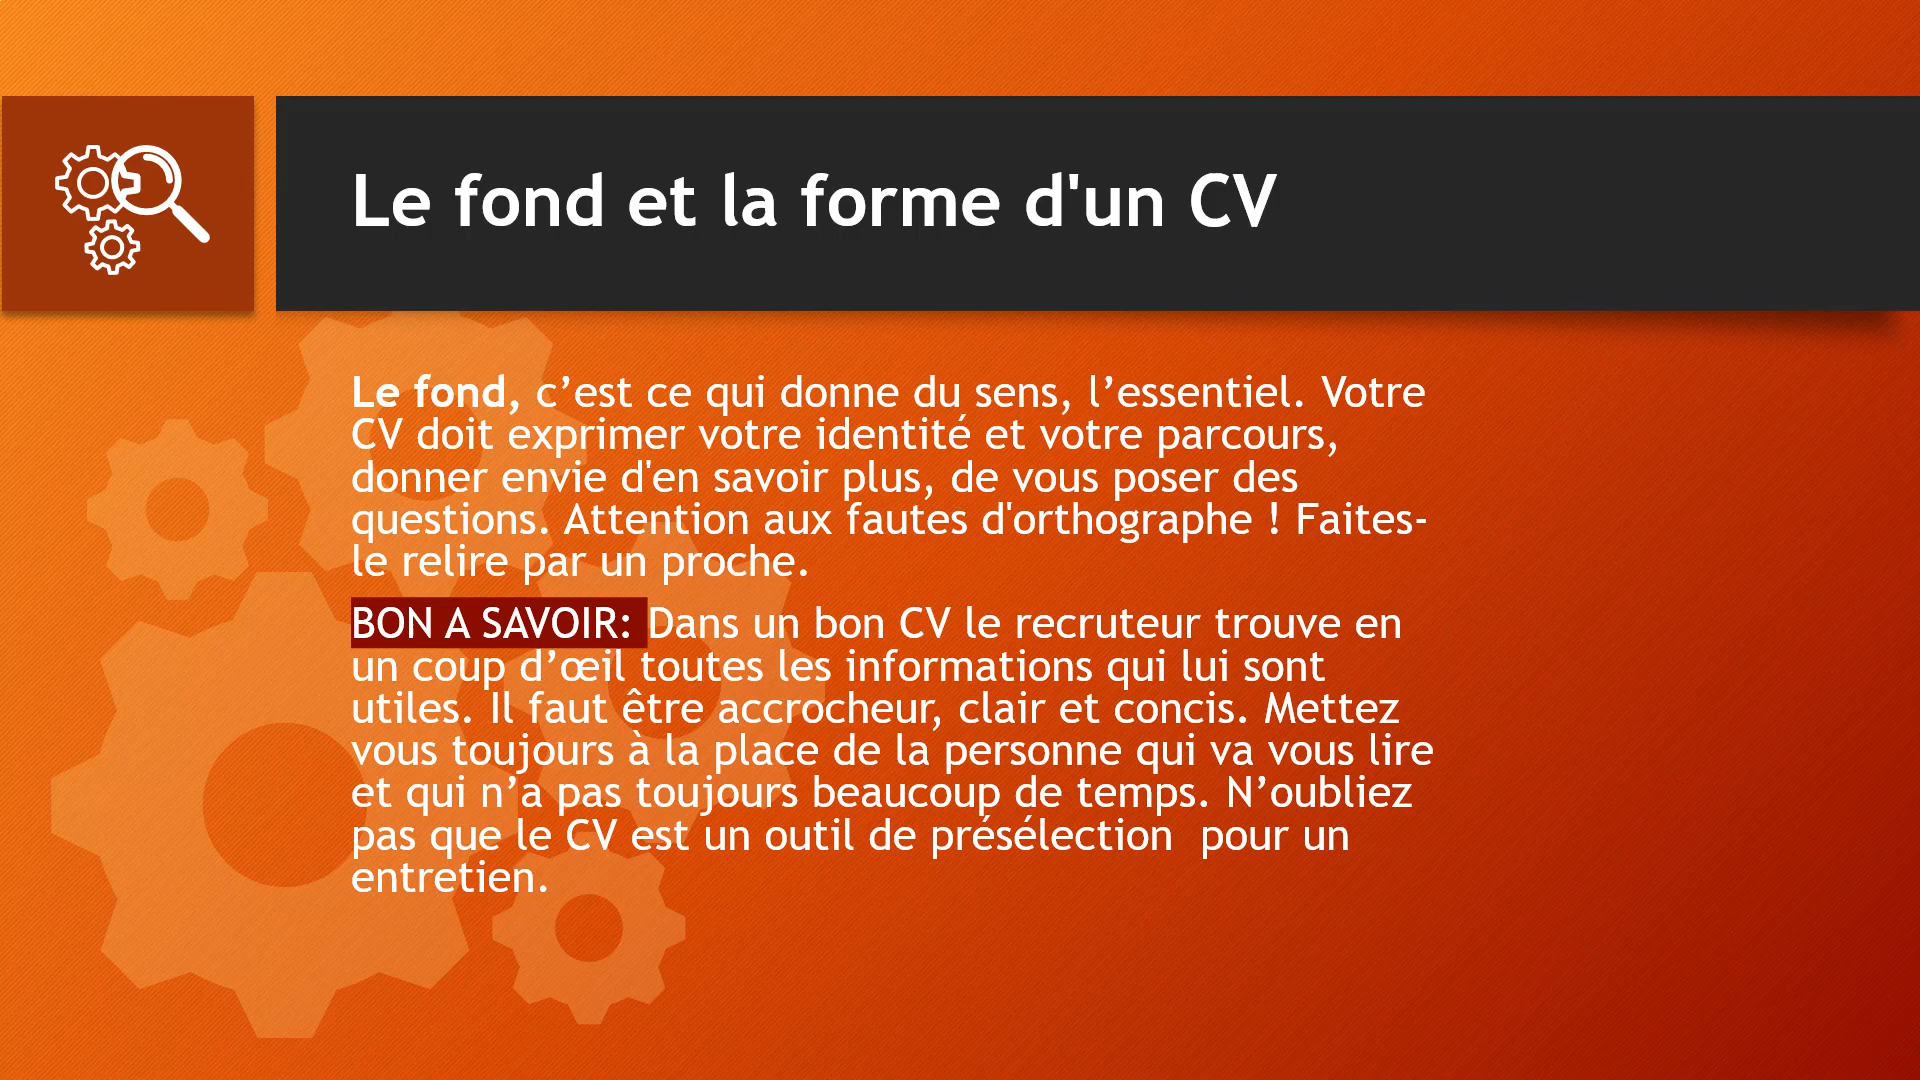 Le fond et la forme d'un CV
Le fond, c’est ce qui donne du sens, l’essentiel. Votre
CV doit exprimer votre identité et votre parcours,
donner envie d'en savoir plus, de vous poser des
questions. Attention aux fautes d'orthographe ! Faites-
le relire par un proche.
BON A SAVOIR: Dans un bon CV le recruteur trouve en
un coup d’œil toutes les informations qui lui sont
utiles. Il faut être accrocheur, clair et concis. Mettez
vous toujours à la place de la personne qui va vous lire
et qui n’a pas toujours beaucoup de temps. N’oubliez
pas que le CV est un outil de présélection  pour un
entretien.